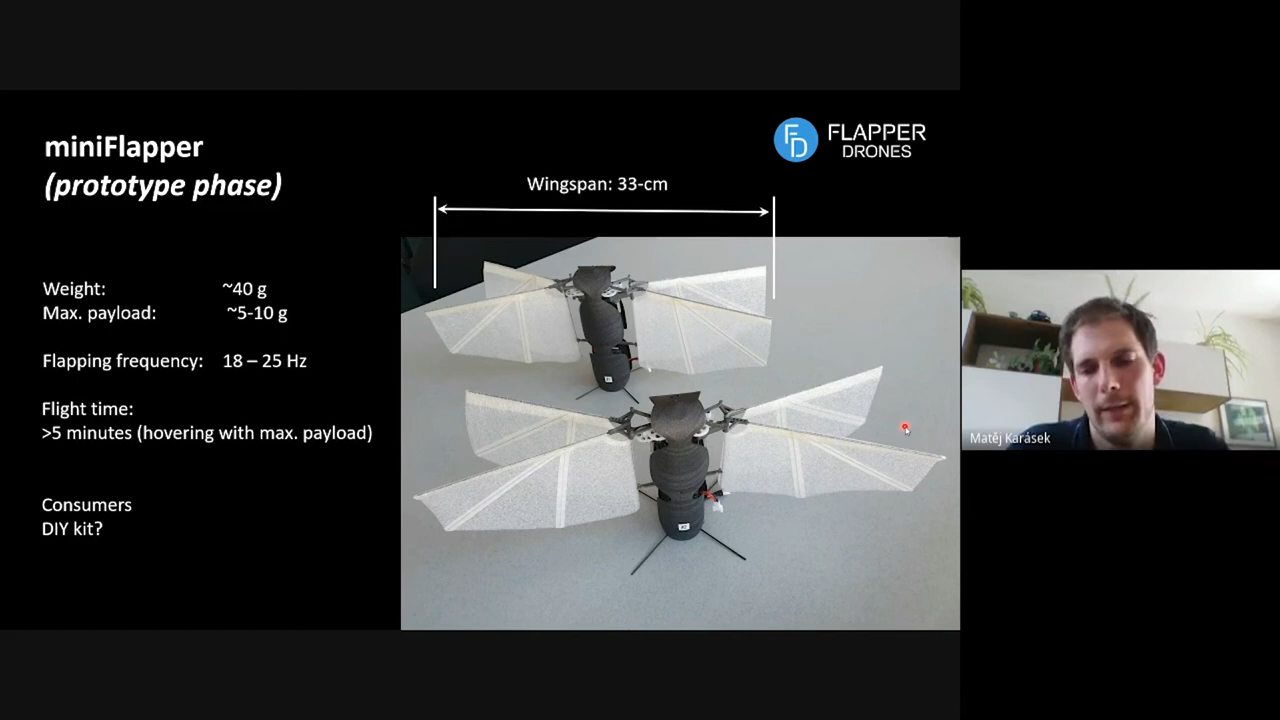 miniFlapper
(prototype phase)
FLAPPER
DRONES
Wingspan: 33-cm
Weight: ~40 g
Max. payload: ~5-10 g
Flapping frequency: 18 – 25 Hz
Flight time:
>5 minutes (hovering with max. payload)
Consumers
DIY kit?
Matěj Karásek